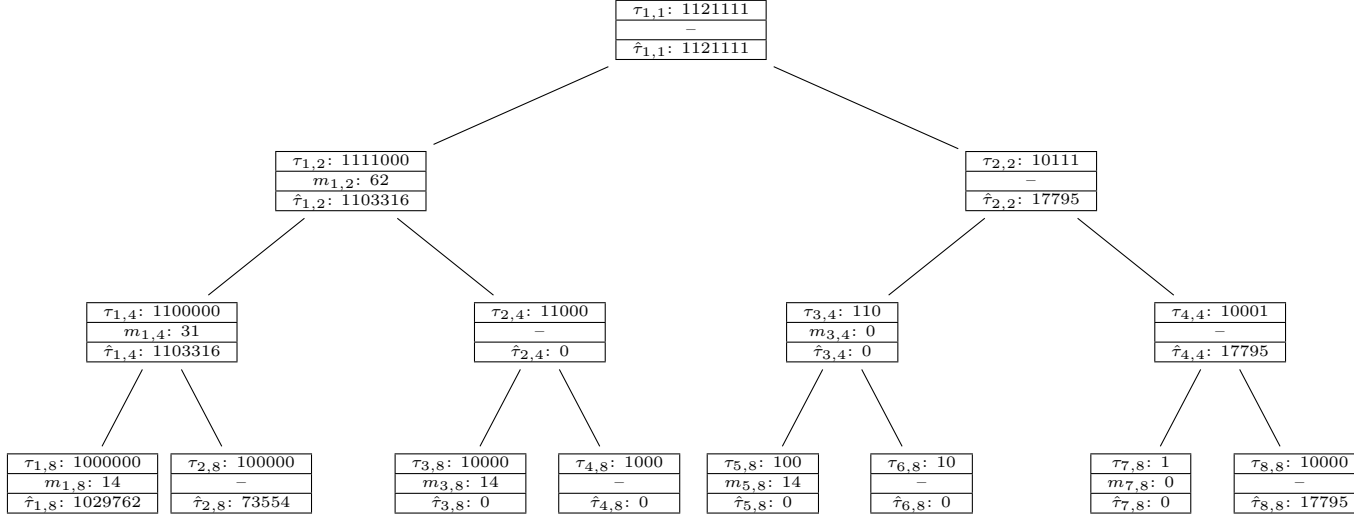 τ1,1: 1121111
–
τ̂1,1: 1121111
τ1,2: 1111000
m1,2: 62
τ̂1,2: 1103316
τ2,2: 10111
–
τ̂2,2: 17795
τ1,4: 1100000
m1,4: 31
τ̂1,4: 1103316
τ2,4: 11000
–
τ̂2,4: 0
τ3,4: 110
m3,4: 0
τ̂3,4: 0
τ4,4: 10001
–
τ̂4,4: 17795
τ1,8: 1000000
m1,8: 14
τ̂1,8: 1029762
τ2,8: 100000
–
τ̂2,8: 73554
τ3,8: 10000
m3,8: 14
τ̂3,8: 0
τ4,8: 1000
–
τ̂4,8: 0
τ5,8: 100
m5,8: 14
τ̂5,8: 0
τ6,8: 10
–
τ̂6,8: 0
τ7,8: 1
m7,8: 0
τ̂7,8: 0
τ8,8: 10000
–
τ̂8,8: 17795